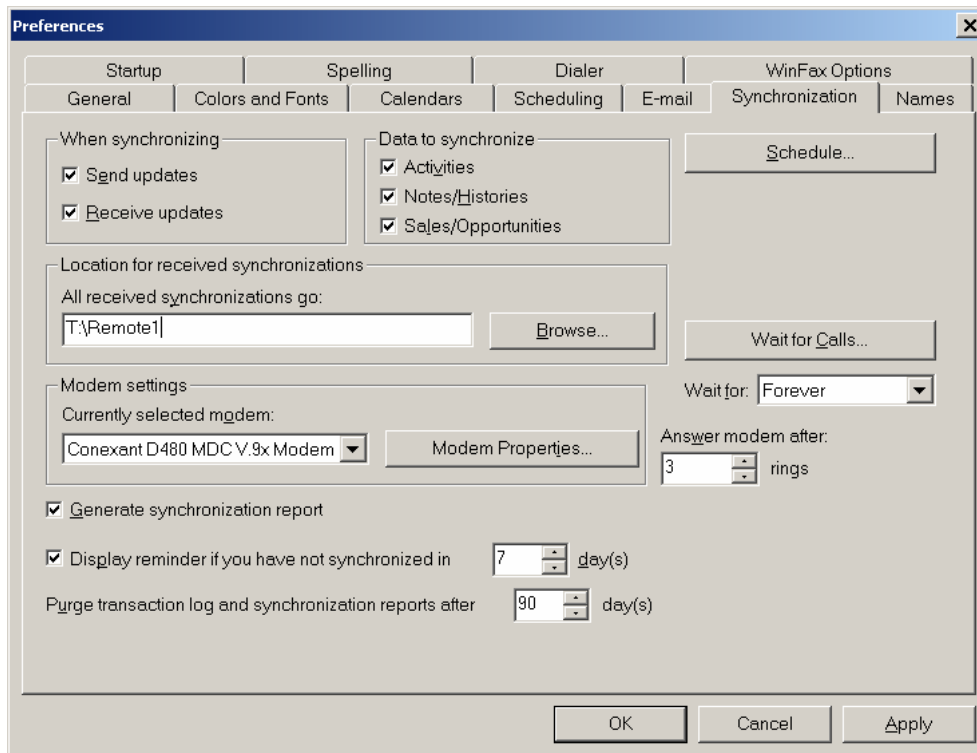 Preferences
Startup Spelling Dialer WinFax Options
General Colors and Fonts Calendars Scheduling E-mail Synchronization Names
When synchronizing
Send updates
Receive updates
Data to synchronize
Activities
Notes/Histories
Sales/Opportunities
Schedule...
Location for received synchronizations
All received synchronizations go:
T:\Remote1
Browse...
Wait for Calls...
Wait for: Forever
Modem settings
Currently selected modem:
Conexant D480 MDC V.9x Modem
Modem Properties...
Answer modem after:
3 rings
Generate synchronization report
Display reminder if you have not synchronized in 7 day(s)
Purge transaction log and synchronization reports after 90 day(s)
OK Cancel Apply